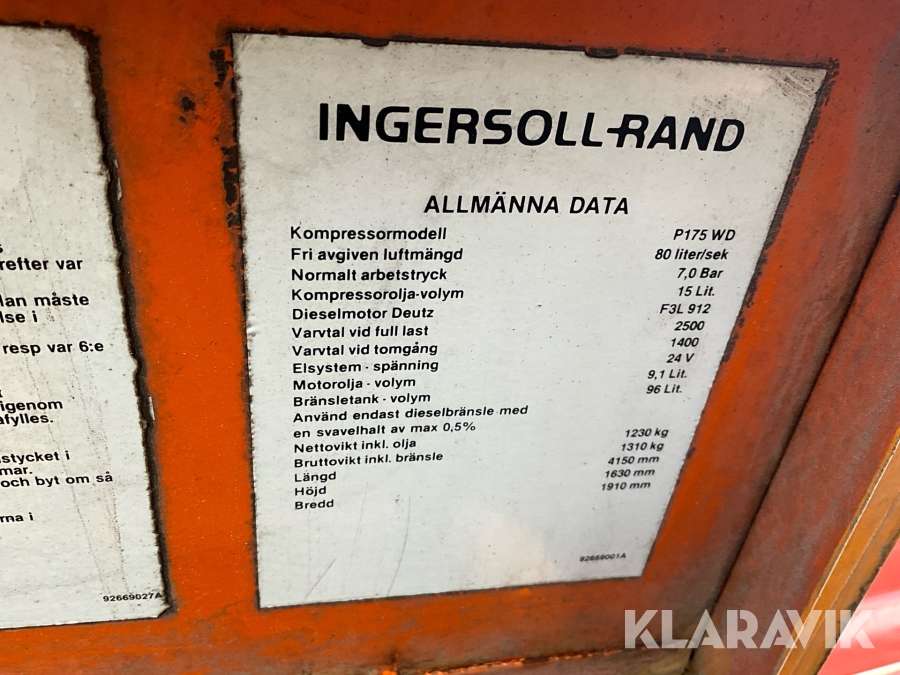 refter var
lan måste
lse i
resp var 6:e
igenom
fylles.
stycket i
mar.
och byt om så
rna i
92669027A
INGERSOLL-RAND
ALLMÄNNA DATA
Kompressormodell P175 WD
Fri avgiven luftmängd 80 liter/sek
Normalt arbetstryck 7,0 Bar
Kompressorolja-volym 15 Lit.
Dieselmotor Deutz F3L 912
Varvtal vid full last 2500
Varvtal vid tomgång 1400
Elsystem - spänning 24 V
Motorolja - volym 9,1 Lit.
Bränsletank - volym 96 Lit.
Använd endast dieselbränsle med
en svavelhalt av max 0,5%
Nettovikt inkl. olja 1230 kg
Bruttovikt inkl. bränsle 1310 kg
Längd 4150 mm
Höjd 1630 mm
Bredd 1910 mm
92669001A
KLARAVIK